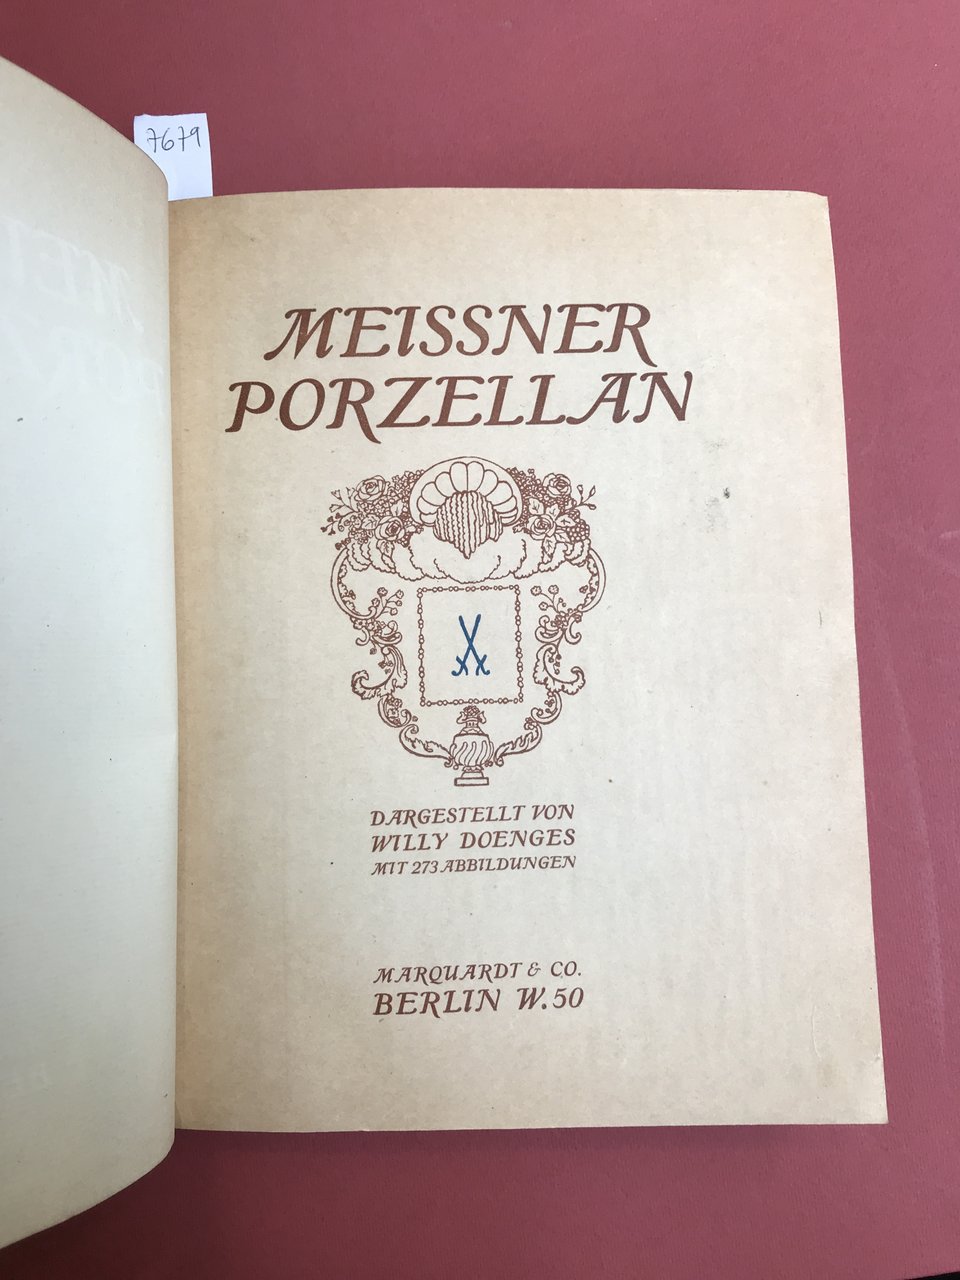 7679
MEISSNER
PORZELLAN
DARGESTELLT VON
WILLY DOENGES
MIT 273 ABBILDUNGEN
MARQUARDT & CO.
BERLIN W. 50